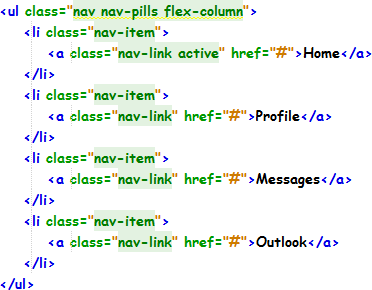 <ul class="nav nav-pills flex-column">
<li class="nav-item">
<a class="nav-link active" href="#">Home</a>
</li>
<li class="nav-item">
<a class="nav-link" href="#">Profile</a>
</li>
<li class="nav-item">
<a class="nav-link" href="#">Messages</a>
</li>
<li class="nav-item">
<a class="nav-link" href="#">Outlook</a>
</li>
</ul>